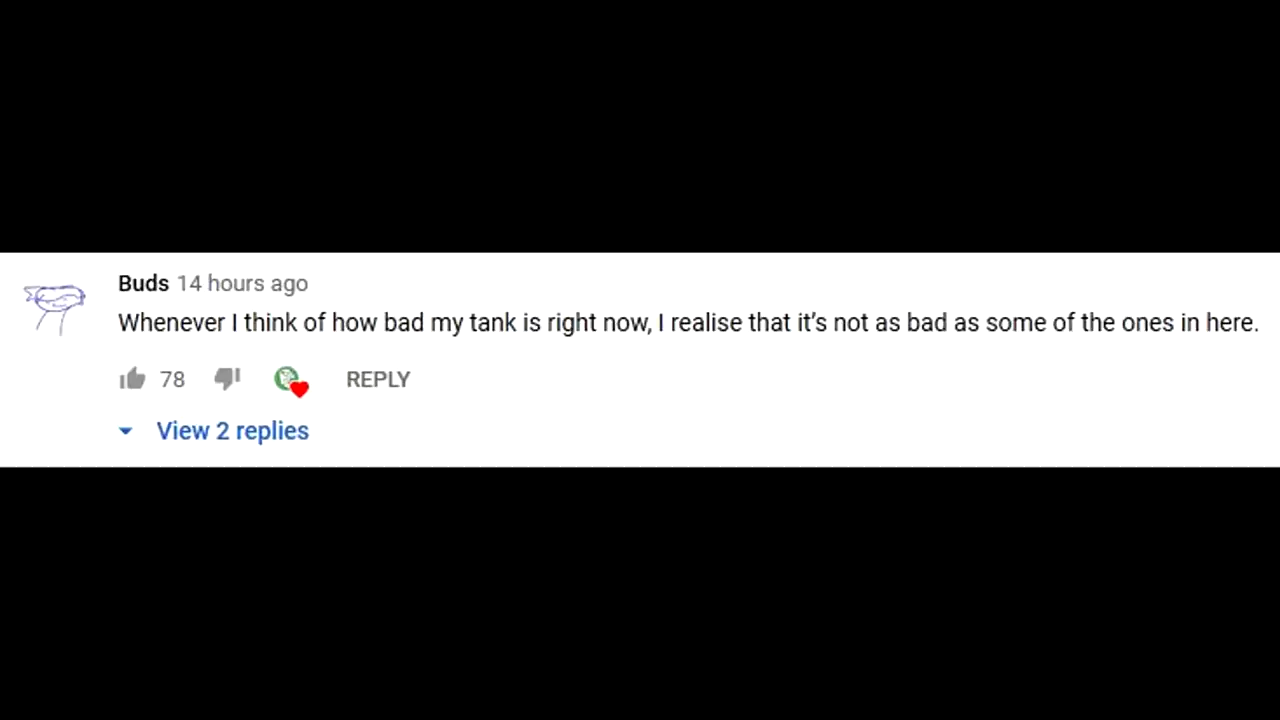 Buds 14 hours ago
Whenever I think of how bad my tank is right now, I realise that it’s not as bad as some of the ones in here.
78 REPLY
View 2 replies